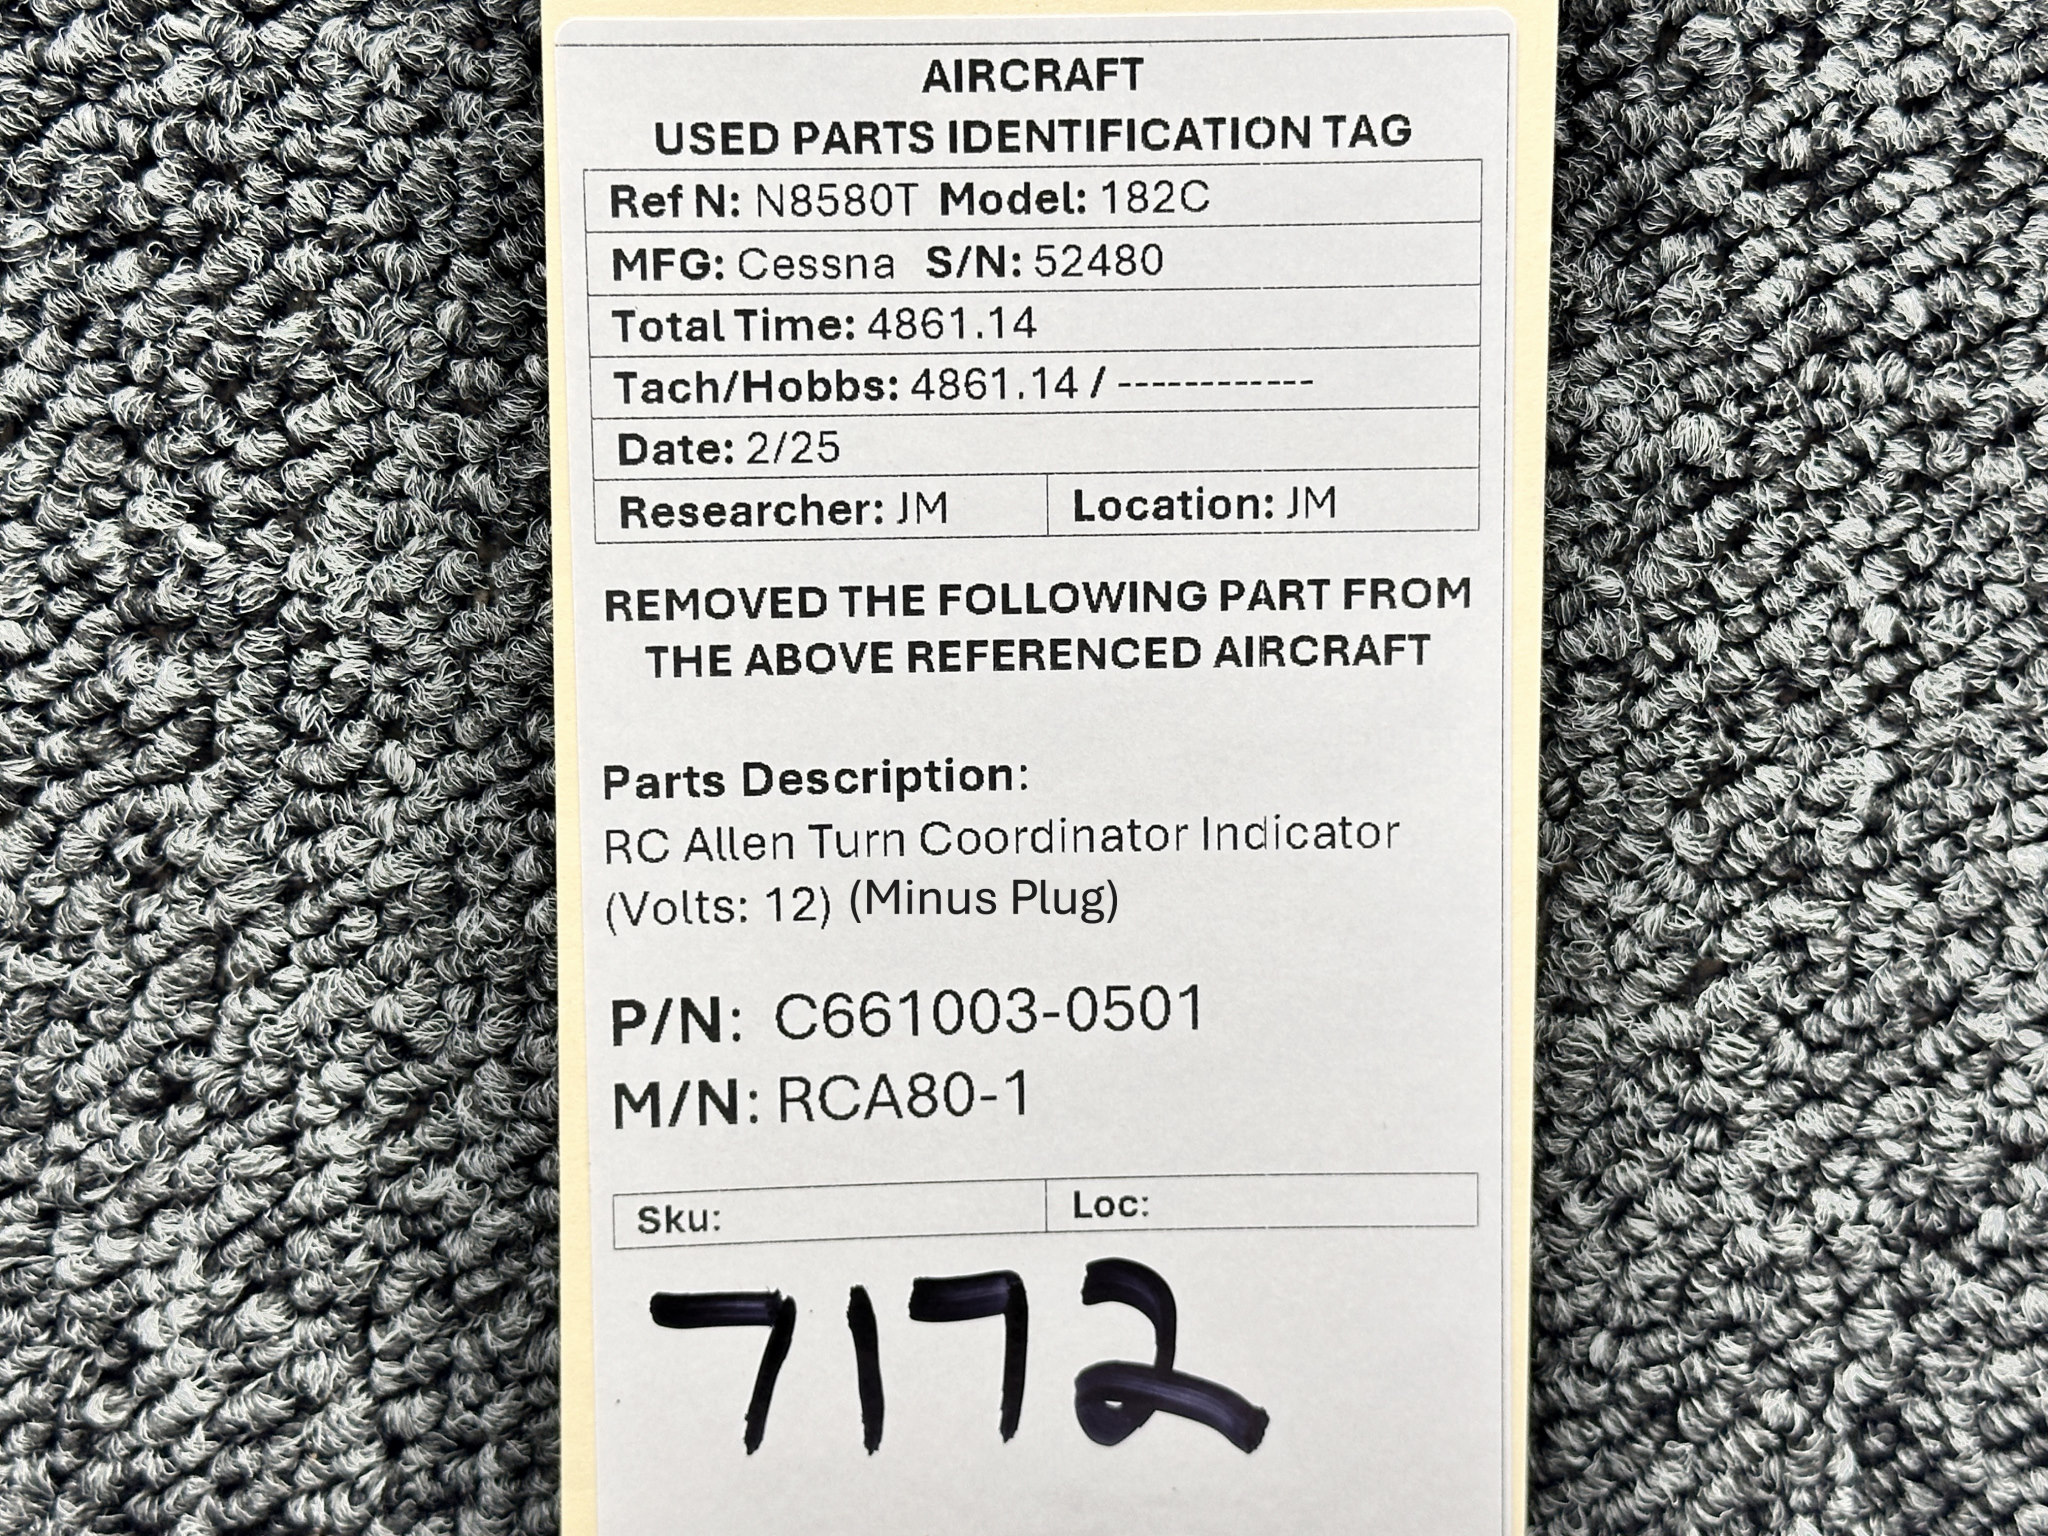 AIRCRAFT
USED PARTS IDENTIFICATION TAG
Ref N: N8580T Model: 182C
MFG: Cessna S/N: 52480
Total Time: 4861.14
Tach/Hobbs: 4861.14 / ------------
Date: 2/25
Researcher: JM Location: JM
REMOVED THE FOLLOWING PART FROM
THE ABOVE REFERENCED AIRCRAFT
Parts Description:
RC Allen Turn Coordinator Indicator
(Volts: 12) (Minus Plug)
P/N: C661003-0501
M/N: RCA80-1
Sku: Loc:
7172